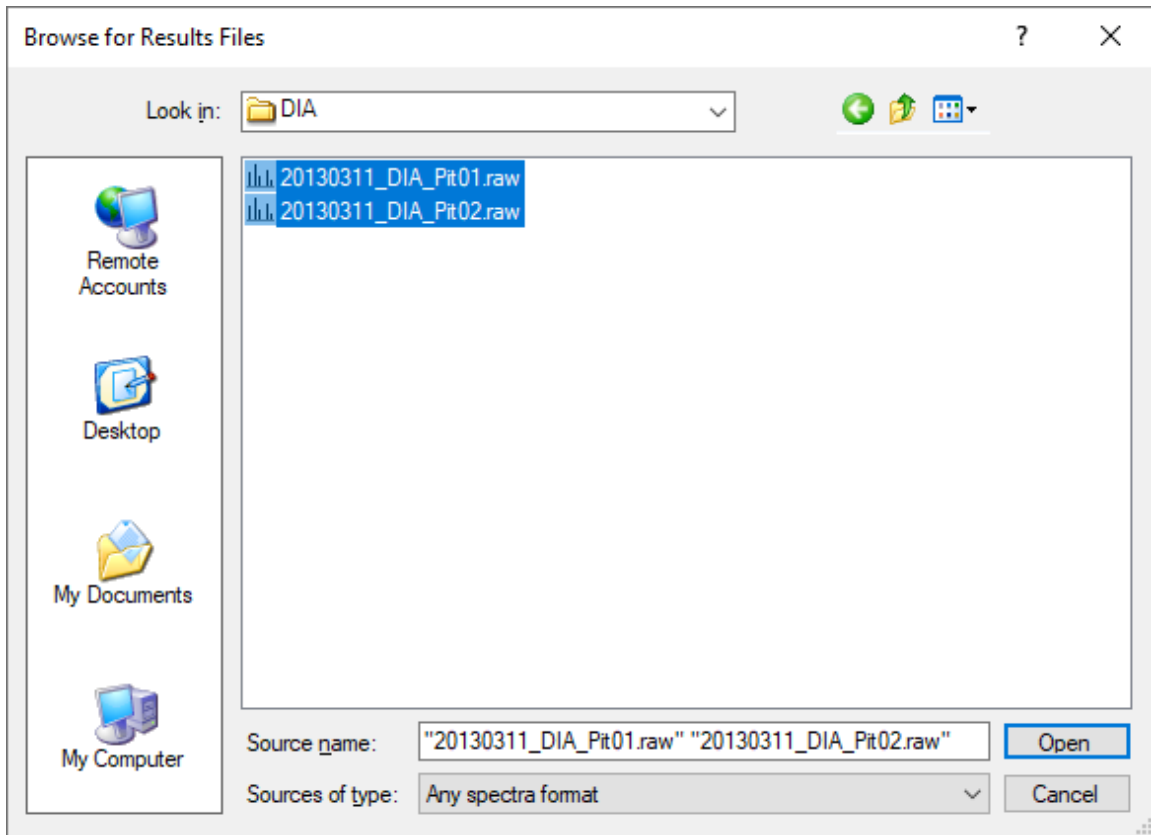 Browse for Results Files
?
Look in:
DIA
20130311_DIA_Pit01.raw
20130311_DIA_Pit02.raw
Remote
Accounts
Desktop
My Documents
My Computer
Source name: "20130311_DIA_Pit01.raw" "20130311_DIA_Pit02.raw" Open
Sources of type: Any spectra format Cancel